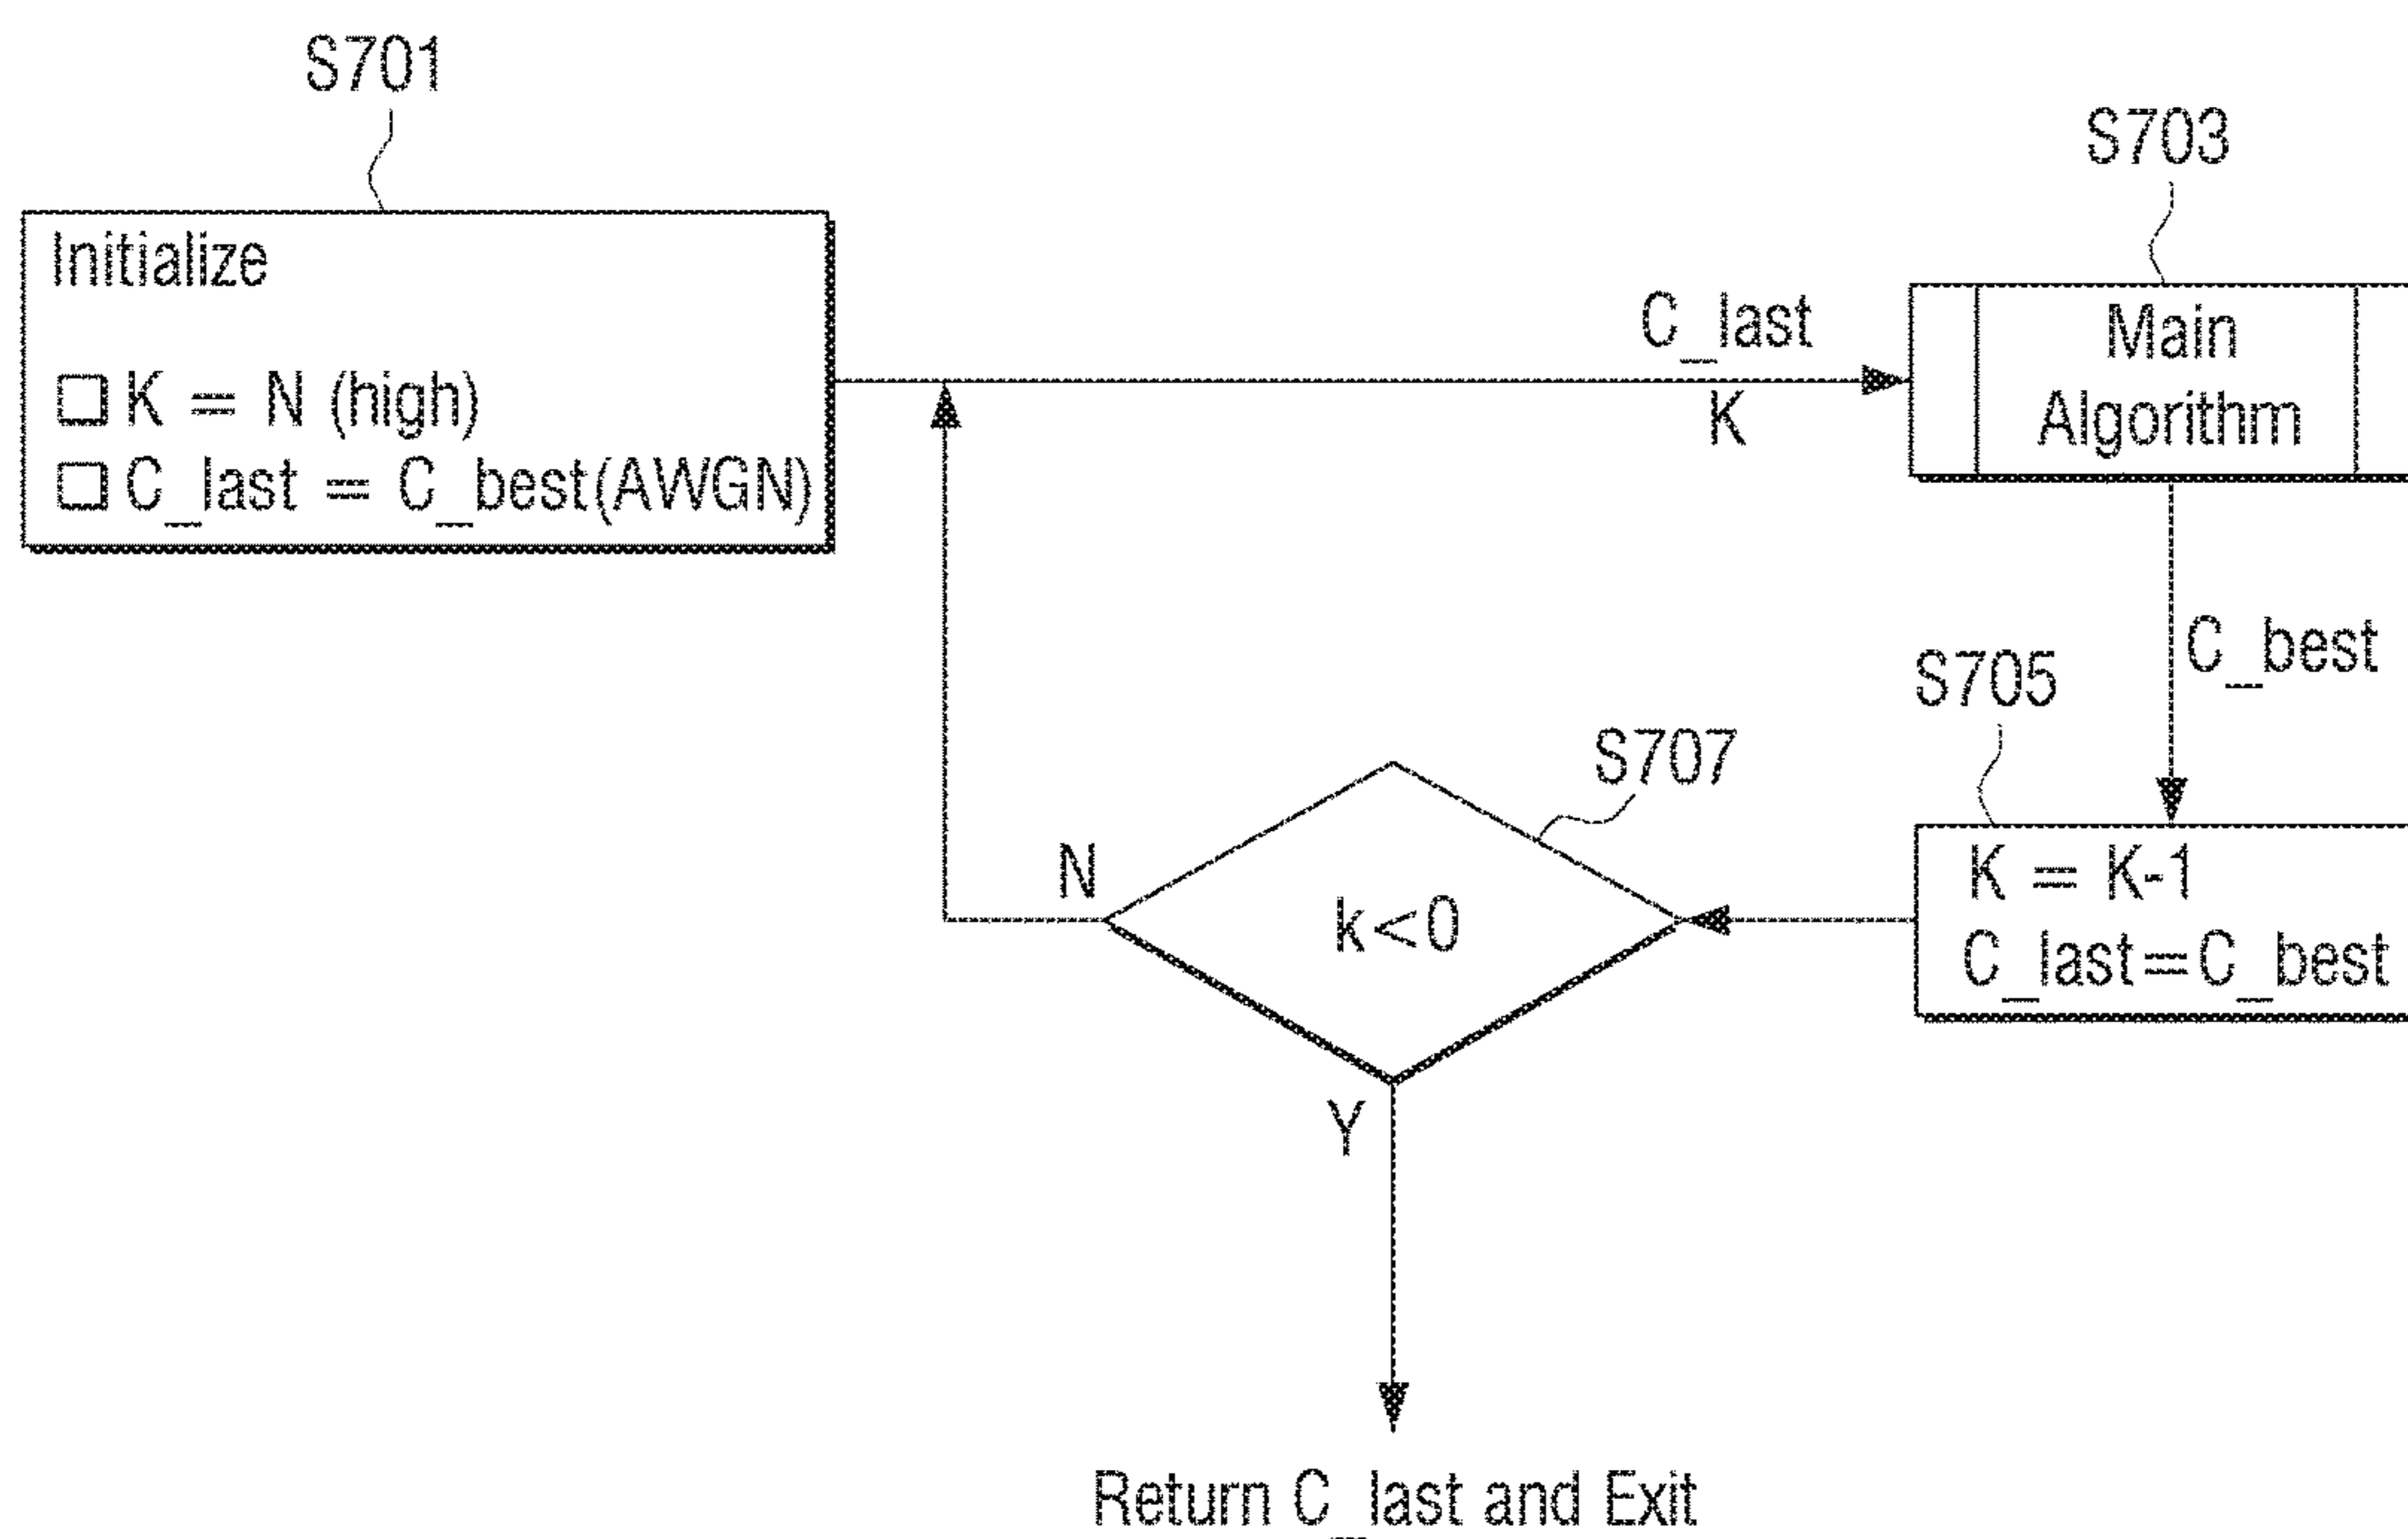 S701
Initialize
□ K = N (high)
□ C_last = C_best(AWGN)
S703
C_last
K
Main
Algorithm
C_best
S705
K = K-1
C_last=C_best
S707
k<0
N
Y
Return C_last and Exit